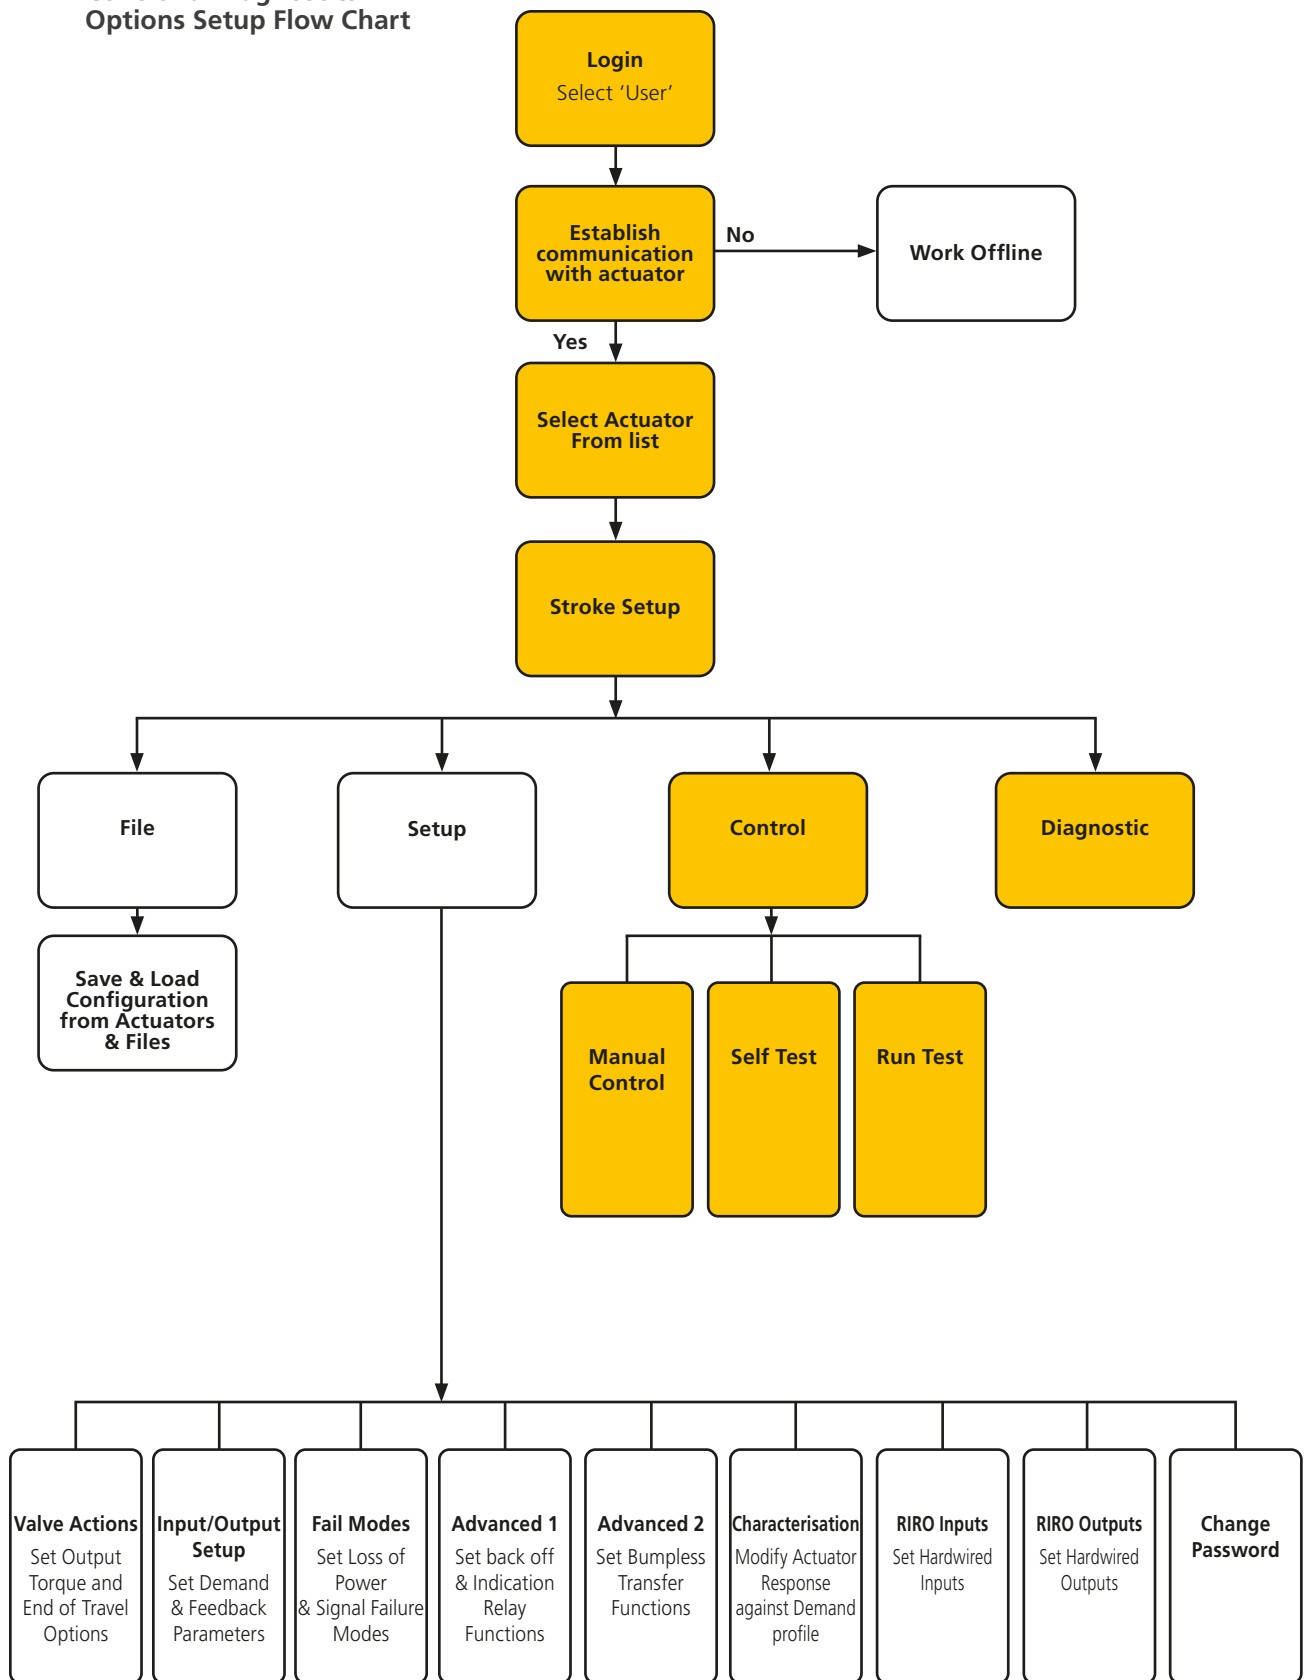 Options Setup Flow Chart
Login
Select ‘User’
Establish
communication
with actuator
No
Work Offline
Yes
Select Actuator
From list
Stroke Setup
File
Setup
Control
Diagnostic
Save & Load
Configuration
from Actuators
& Files
Manual
Control
Self Test
Run Test
Valve Actions
Set Output
Torque and
End of Travel
Options
Input/Output
Setup
Set Demand
& Feedback
Parameters
Fail Modes
Set Loss of
Power
& Signal Failure
Modes
Advanced 1
Set back off
& Indication
Relay
Functions
Advanced 2
Set Bumpless
Transfer
Functions
Characterisation
Modify Actuator
Response
against Demand
profile
RIRO Inputs
Set Hardwired
Inputs
RIRO Outputs
Set Hardwired
Outputs
Change
Password